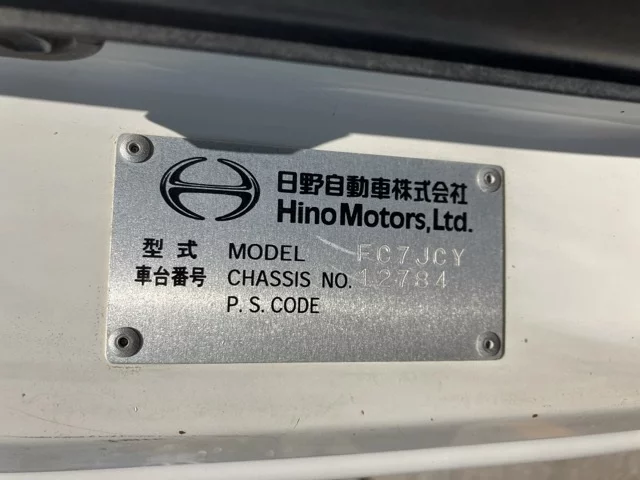 日野自動車株式会社
Hino Motors, Ltd.
型式 MODEL FC7JCY
車台番号 CHASSIS NO. 12784
P.S.CODE